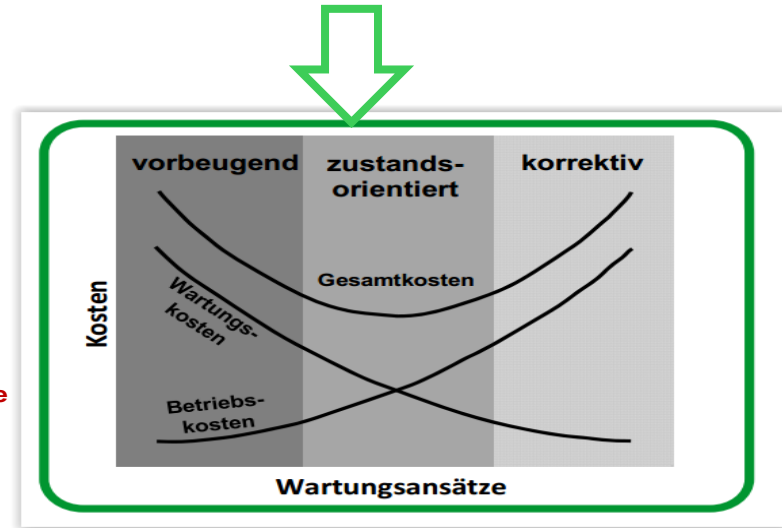 vorbeugend
zustands-
orientiert
korrektiv
Gesamtkosten
Wartungs-
kosten
Kosten
e
Betriebs-
kosten
Wartungsansätze